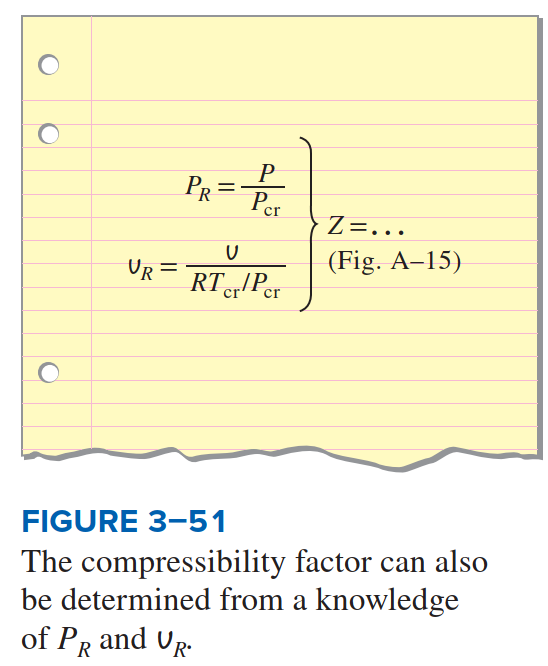 P_R = P / P_cr
υ_R = υ / RT_cr/P_cr
Z = . . .
(Fig. A–15)
FIGURE 3–51
The compressibility factor can also
be determined from a knowledge
of P_R and υ_R.